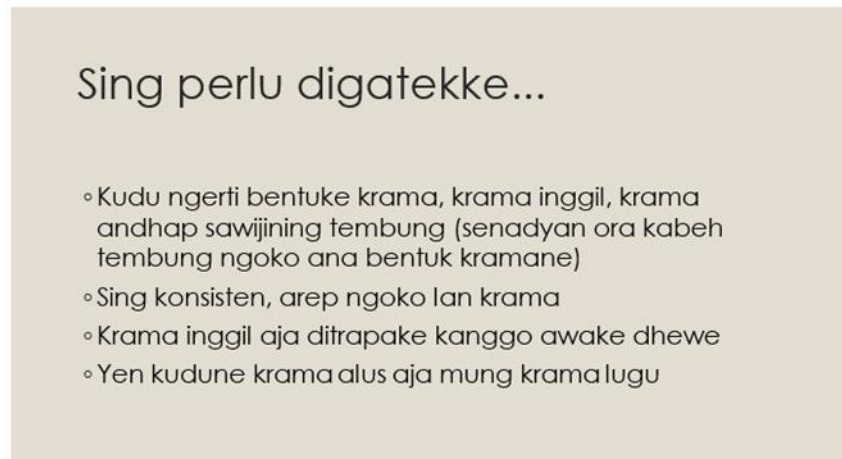 Sing perlu digatekke...
◦Kudu ngerti bentuke krama, krama inggil, krama
andhap sawijining tembung (senadyan ora kabeh
tembung ngoko ana bentuk kramane)
◦Sing konsisten, arep ngoko lan krama
◦Krama inggil aja ditrapake kanggo awake dhewe
◦Yen kudune krama alus aja mung krama lugu